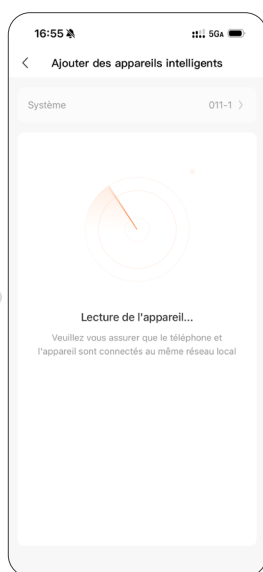 16:55 5GA
Ajouter des appareils intelligents
Système 011-1
Lecture de l'appareil...
Veuillez vous assurer que le téléphone et
l'appareil sont connectés au même réseau local